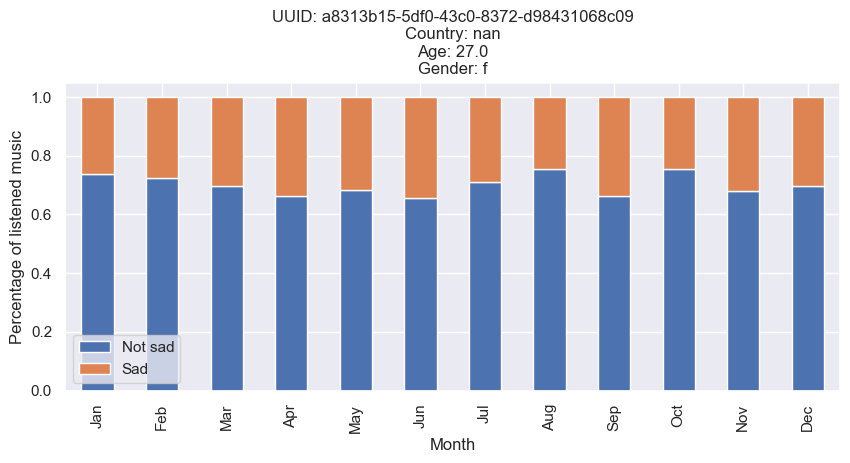 UUID: a8313b15-5df0-43c0-8372-d98431068c09
Country: nan
Age: 27.0
Gender: f
Percentage of listened music
1.0
0.8
0.6
0.4
0.2
0.0
Not sad
Sad
Jan
Feb
Mar
Apr
May
Jun
Jul
Aug
Sep
Oct
Nov
Dec
Month